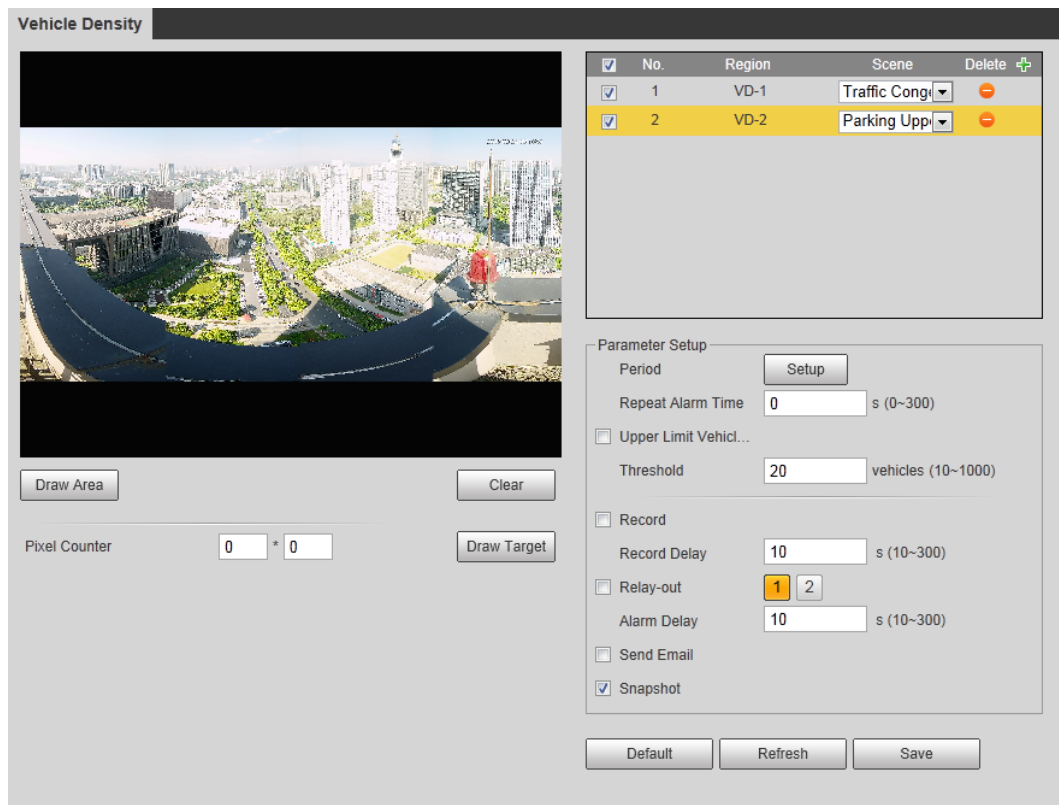 Vehicle Density
No. Region Scene Delete
1 VD-1 Traffic Cong
2 VD-2 Parking Upp
Parameter Setup
Period Setup
Repeat Alarm Time 0 s (0~300)
Upper Limit Vehicl...
Threshold 20 vehicles (10~1000)
Record
Record Delay 10 s (10~300)
Relay-out 1 2
Alarm Delay 10 s (10~300)
Send Email
Snapshot
Default Refresh Save
Draw Area Clear
Pixel Counter 0 * 0 Draw Target